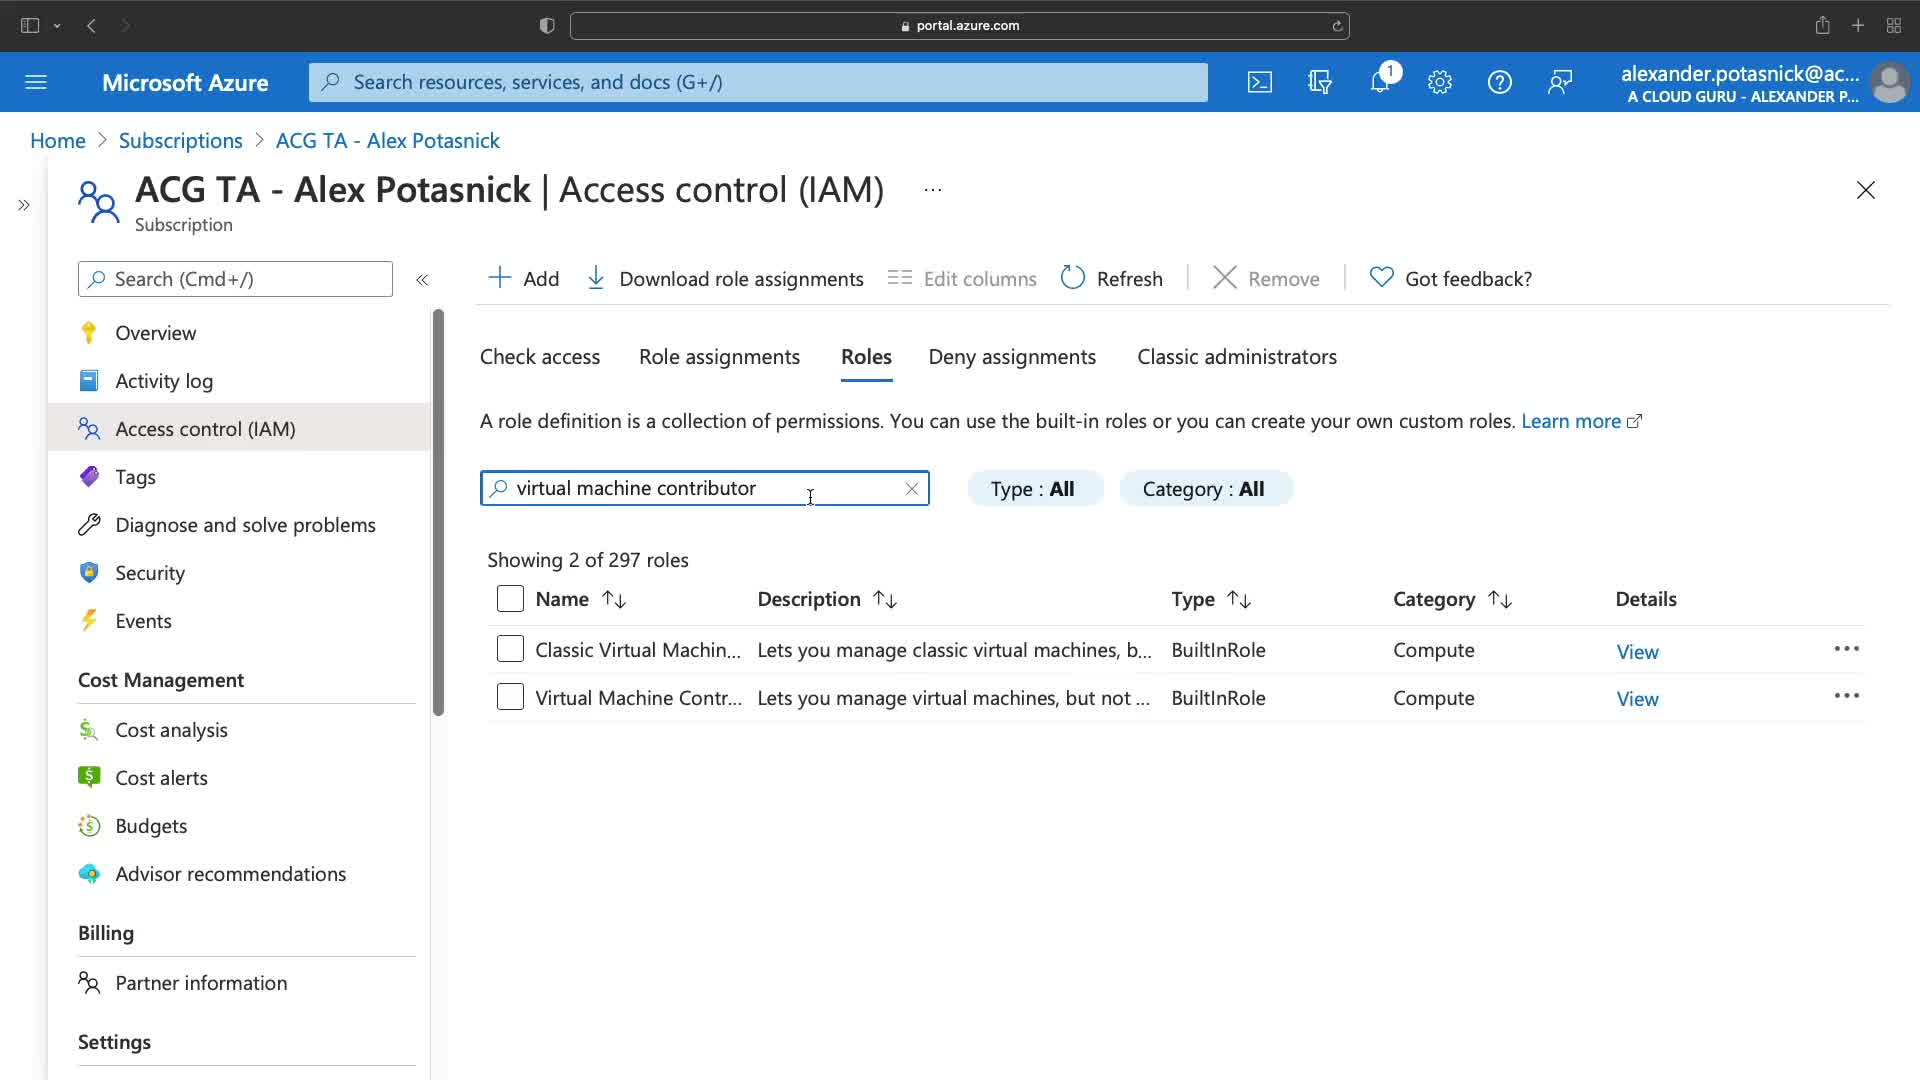 portal.azure.com
Microsoft Azure
Search resources, services, and docs (G+/)
1
alexander.potasnick@ac...
A CLOUD GURU - ALEXANDER P...
Home > Subscriptions > ACG TA - Alex Potasnick
ACG TA - Alex Potasnick | Access control (IAM) ...
Subscription
Search (Cmd+/)
Overview
Activity log
Access control (IAM)
Tags
Diagnose and solve problems
Security
Events
Cost Management
Cost analysis
Cost alerts
Budgets
Advisor recommendations
Billing
Partner information
Settings
Add Download role assignments Edit columns Refresh Remove Got feedback?
Check access Role assignments Roles Deny assignments Classic administrators
A role definition is a collection of permissions. You can use the built-in roles or you can create your own custom roles. Learn more
virtual machine contributor Type : All Category : All
Showing 2 of 297 roles
Name Description Type Category Details
Classic Virtual Machin... Lets you manage classic virtual machines, b... BuiltInRole Compute View
Virtual Machine Contr... Lets you manage virtual machines, but not ... BuiltInRole Compute View